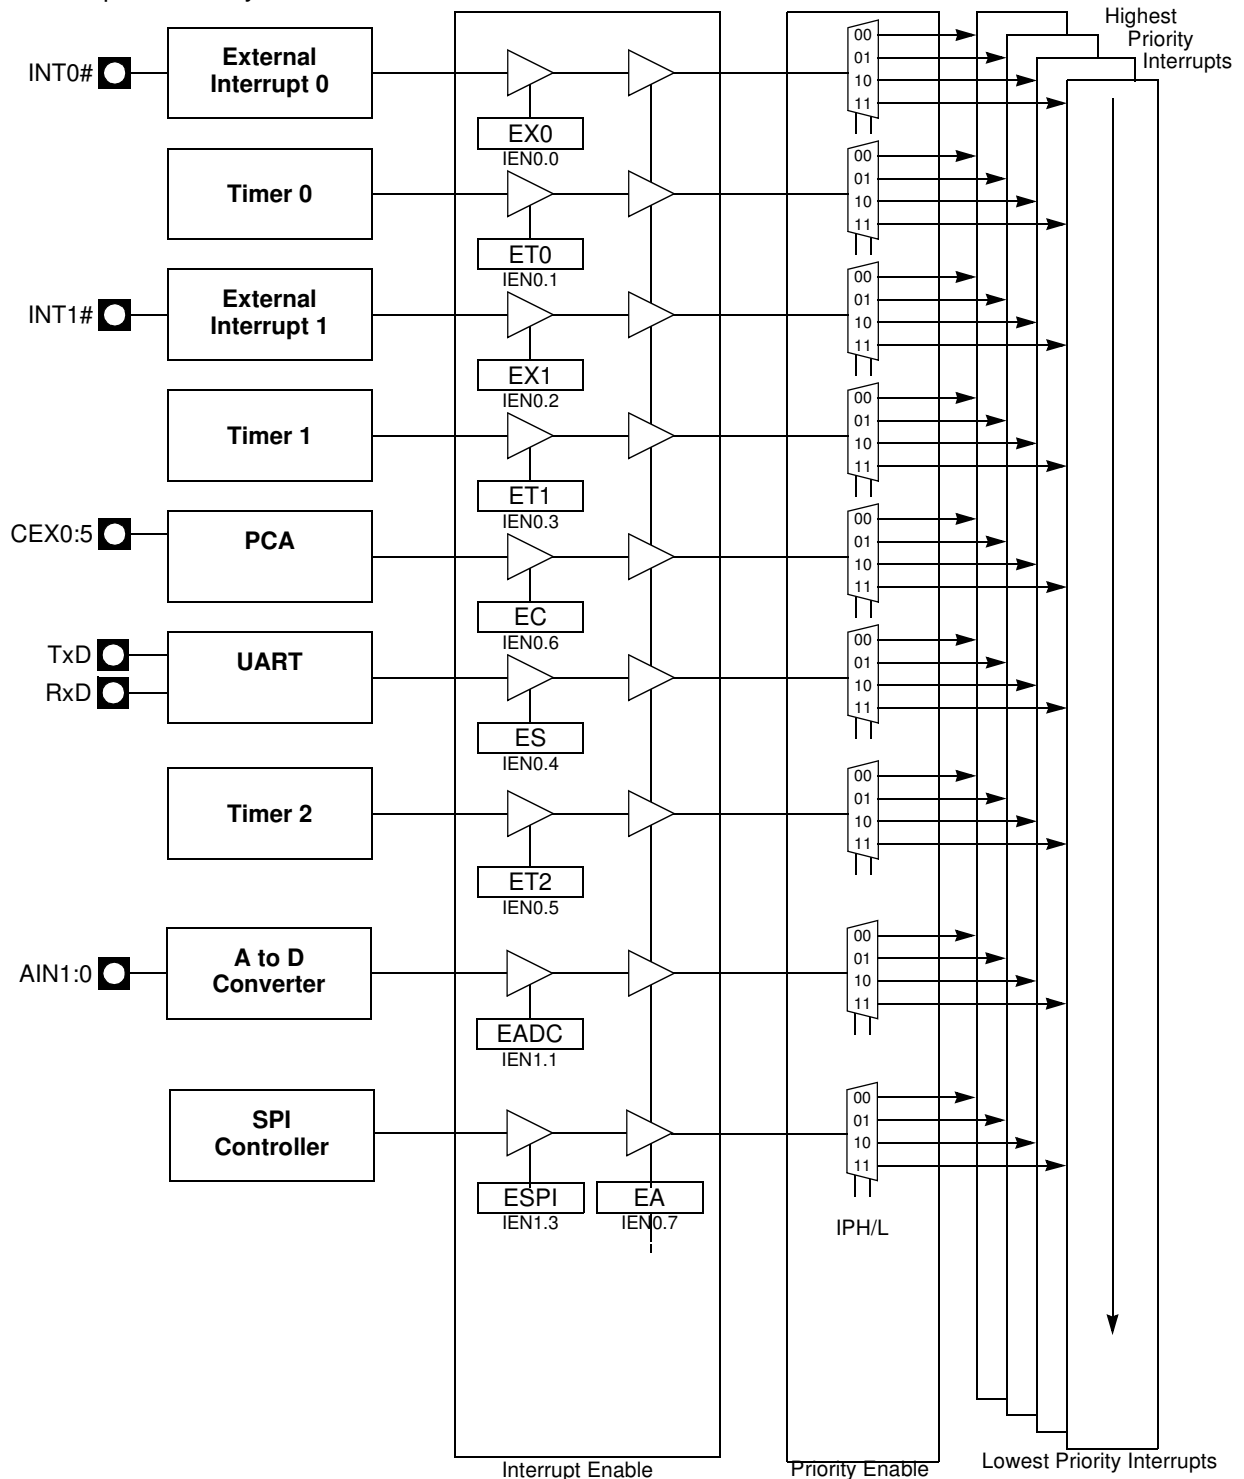 Highest
Priority
Interrupts
INT0#
External
Interrupt 0
EX0
IEN0.0
00
01
10
11
Timer 0
ET0
IEN0.1
00
01
10
11
INT1#
External
Interrupt 1
EX1
IEN0.2
00
01
10
11
Timer 1
ET1
IEN0.3
00
01
10
11
CEX0:5
PCA
EC
IEN0.6
00
01
10
11
TxD
RxD
UART
ES
IEN0.4
00
01
10
11
Timer 2
ET2
IEN0.5
00
01
10
11
AIN1:0
A to D
Converter
EADC
IEN1.1
00
01
10
11
SPI
Controller
ESPI
IEN1.3
EA
IEN0.7
00
01
10
11
IPH/L
Interrupt Enable
Priority Enable
Lowest Priority Interrupts